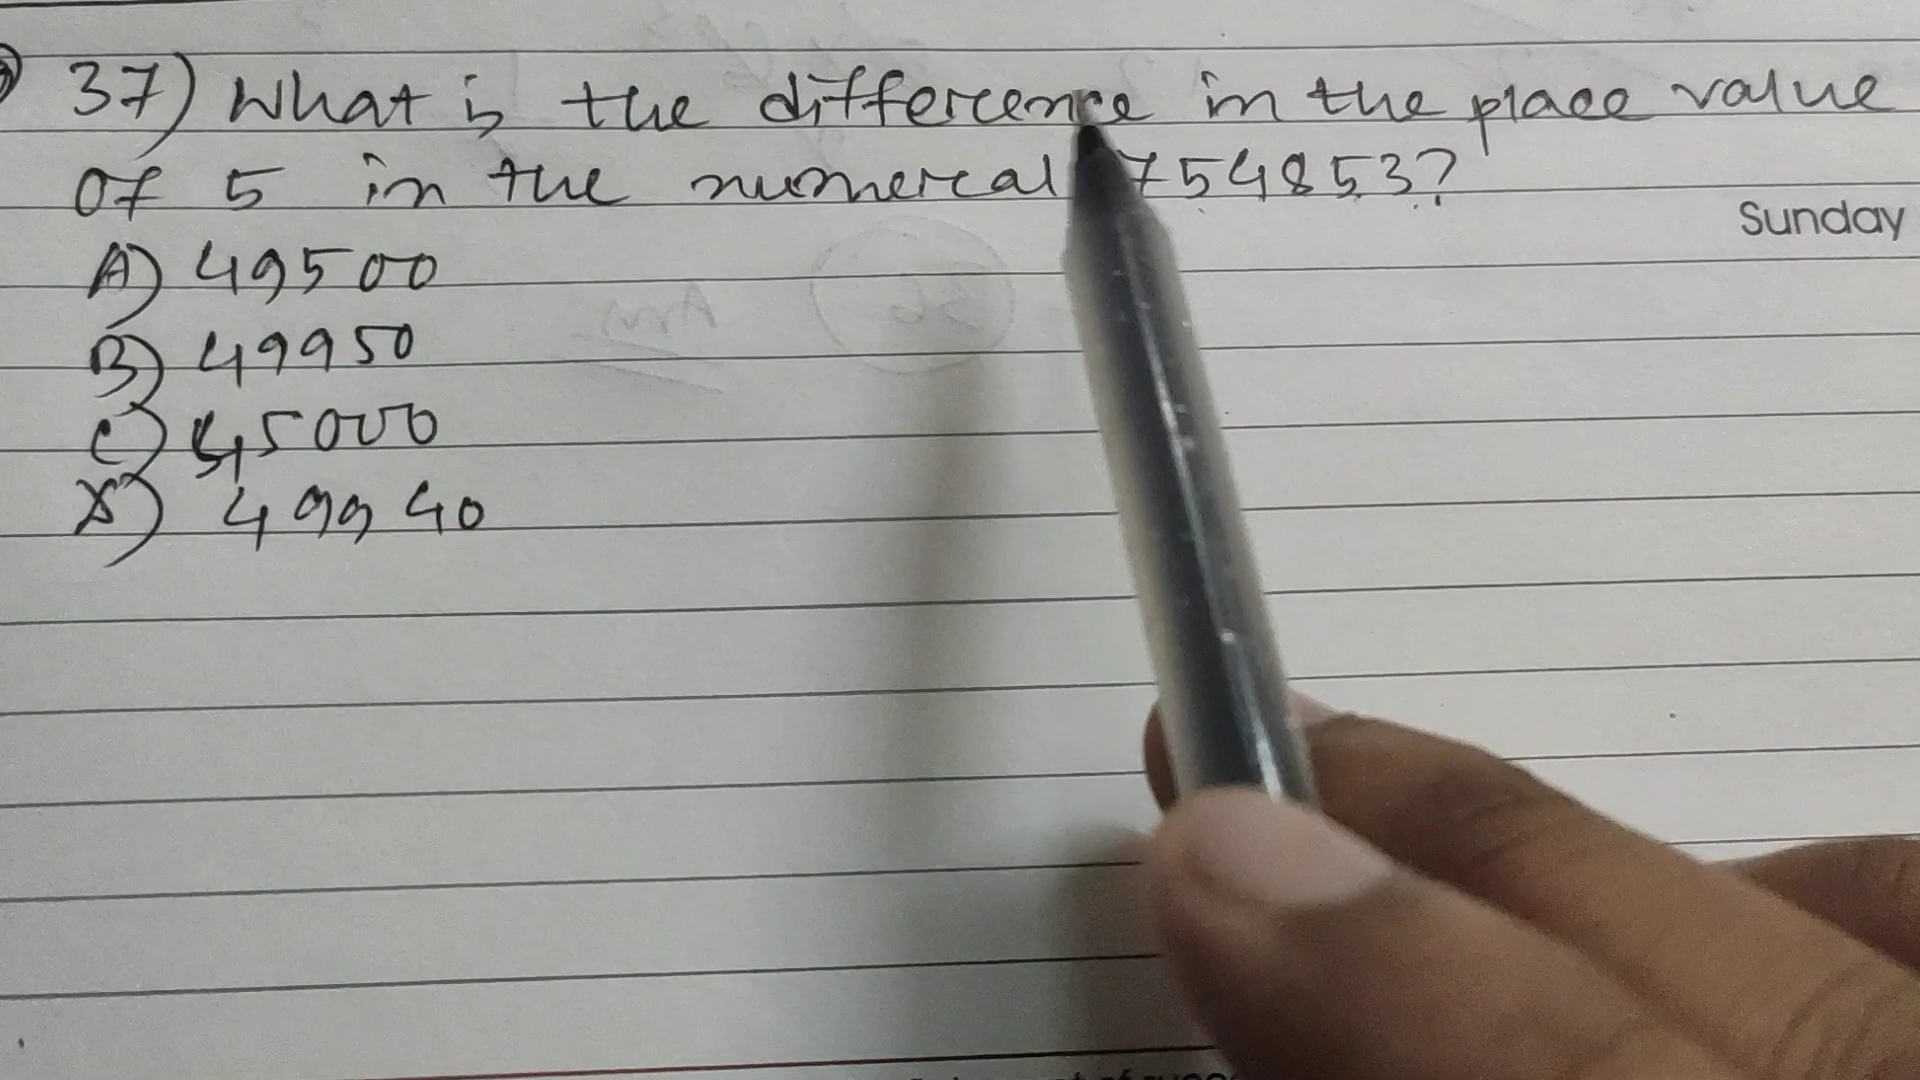 37) What is the difference in the place value
of 5 in the numereal 754853?
Sunday
A) 49500
B) 49950
C) 45000
D) 49940